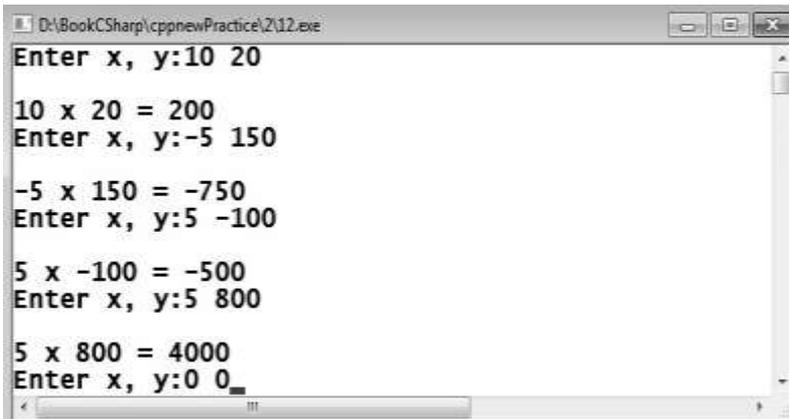 D:\BookCSharp\cppnewPractice\2\12.exe
Enter x, y:10 20
10 x 20 = 200
Enter x, y:-5 150
-5 x 150 = -750
Enter x, y:5 -100
5 x -100 = -500
Enter x, y:5 800
5 x 800 = 4000
Enter x, y:0 0_